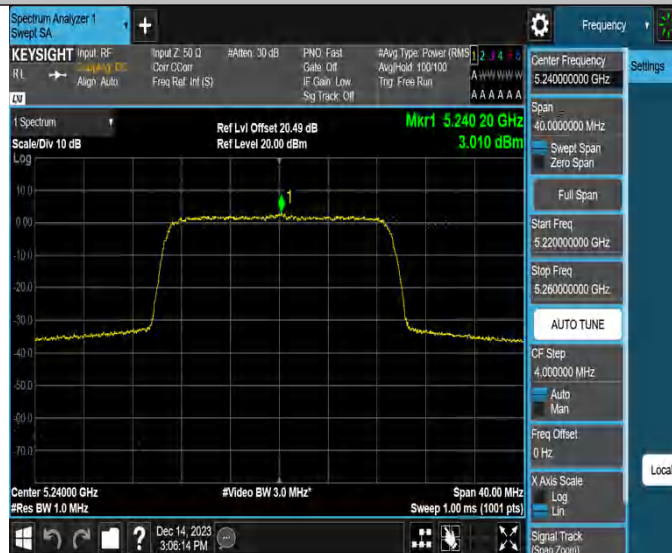 Spectrum Analyzer 1
Swept SA
+
Frequency
KEYSIGHT
RL
LXI
Input: RF
Coupling: DC
Align: Auto
Input Z: 50 Ω
Corr CCorr
Freq Ref: Int (S)
#Atten: 30 dB
PNO: Fast
Gate: Off
IF Gain: Low
Sig Track: Off
#Avg Type: Power (RMS)
Avg|Hold: 100/100
Trig: Free Run
1 2 3 4 5 6
A W W W W W
A A A A A A
Center Frequency
5.240000000 GHz
Settings
1 Spectrum
Scale/Div 10 dB
Log
Ref Lvl Offset 20.49 dB
Ref Level 20.00 dBm
Mkr1 5.240 20 GHz
3.010 dBm
1
10.0
0.00
-10.0
-20.0
-30.0
-40.0
-50.0
-60.0
-70.0
Span
40.0000000 MHz
Swept Span
Zero Span
Full Span
Start Freq
5.220000000 GHz
Stop Freq
5.260000000 GHz
AUTO TUNE
CF Step
4.000000 MHz
Auto
Man
Freq Offset
0 Hz
X Axis Scale
Log
Lin
Local
Signal Track
(Span Zoom)
Center 5.24000 GHz
#Res BW 1.0 MHz
#Video BW 3.0 MHz*
Span 40.00 MHz
Sweep 1.00 ms (1001 pts)
?
Dec 14, 2023
3:06:14 PM